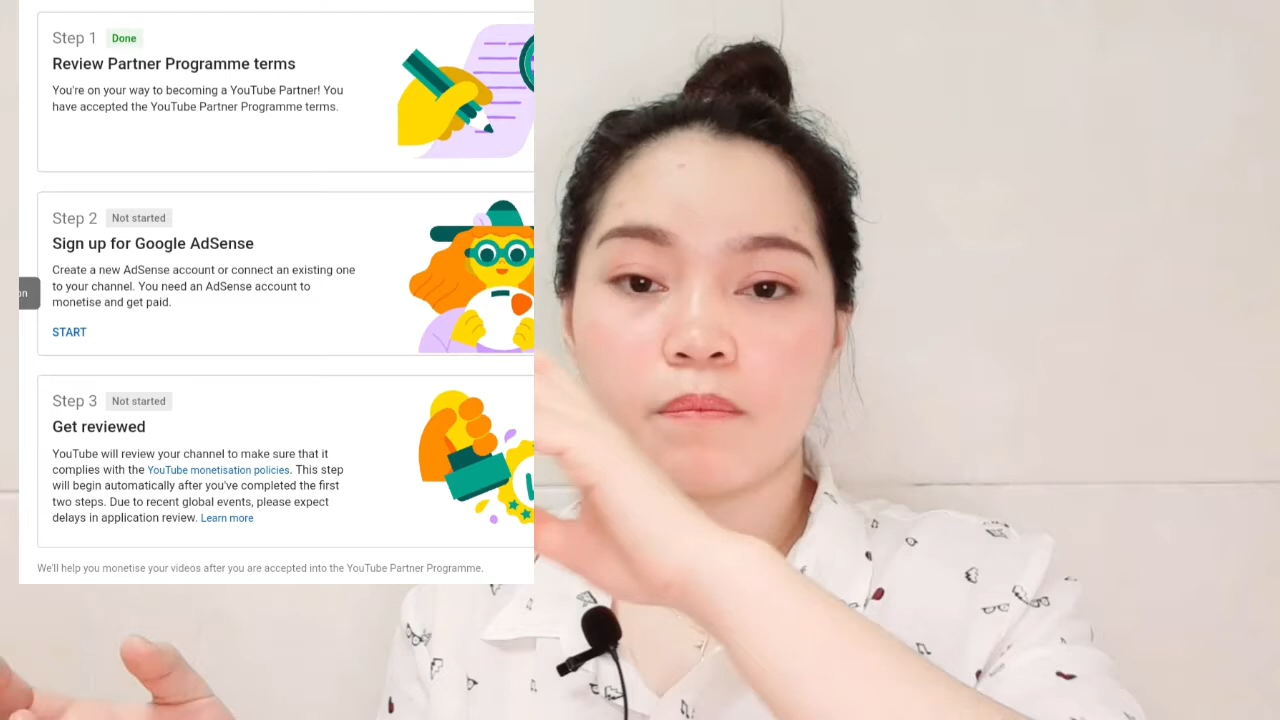 Step 1 Done
Review Partner Programme terms
You're on your way to becoming a YouTube Partner! You
have accepted the YouTube Partner Programme terms.
Step 2 Not started
Sign up for Google AdSense
Create a new AdSense account or connect an existing one
to your channel. You need an AdSense account to
monetise and get paid.
on
START
Step 3 Not started
Get reviewed
YouTube will review your channel to make sure that it
complies with the YouTube monetisation policies. This step
will begin automatically after you've completed the first
two steps. Due to recent global events, please expect
delays in application review. Learn more
We'll help you monetise your videos after you are accepted into the YouTube Partner Programme.